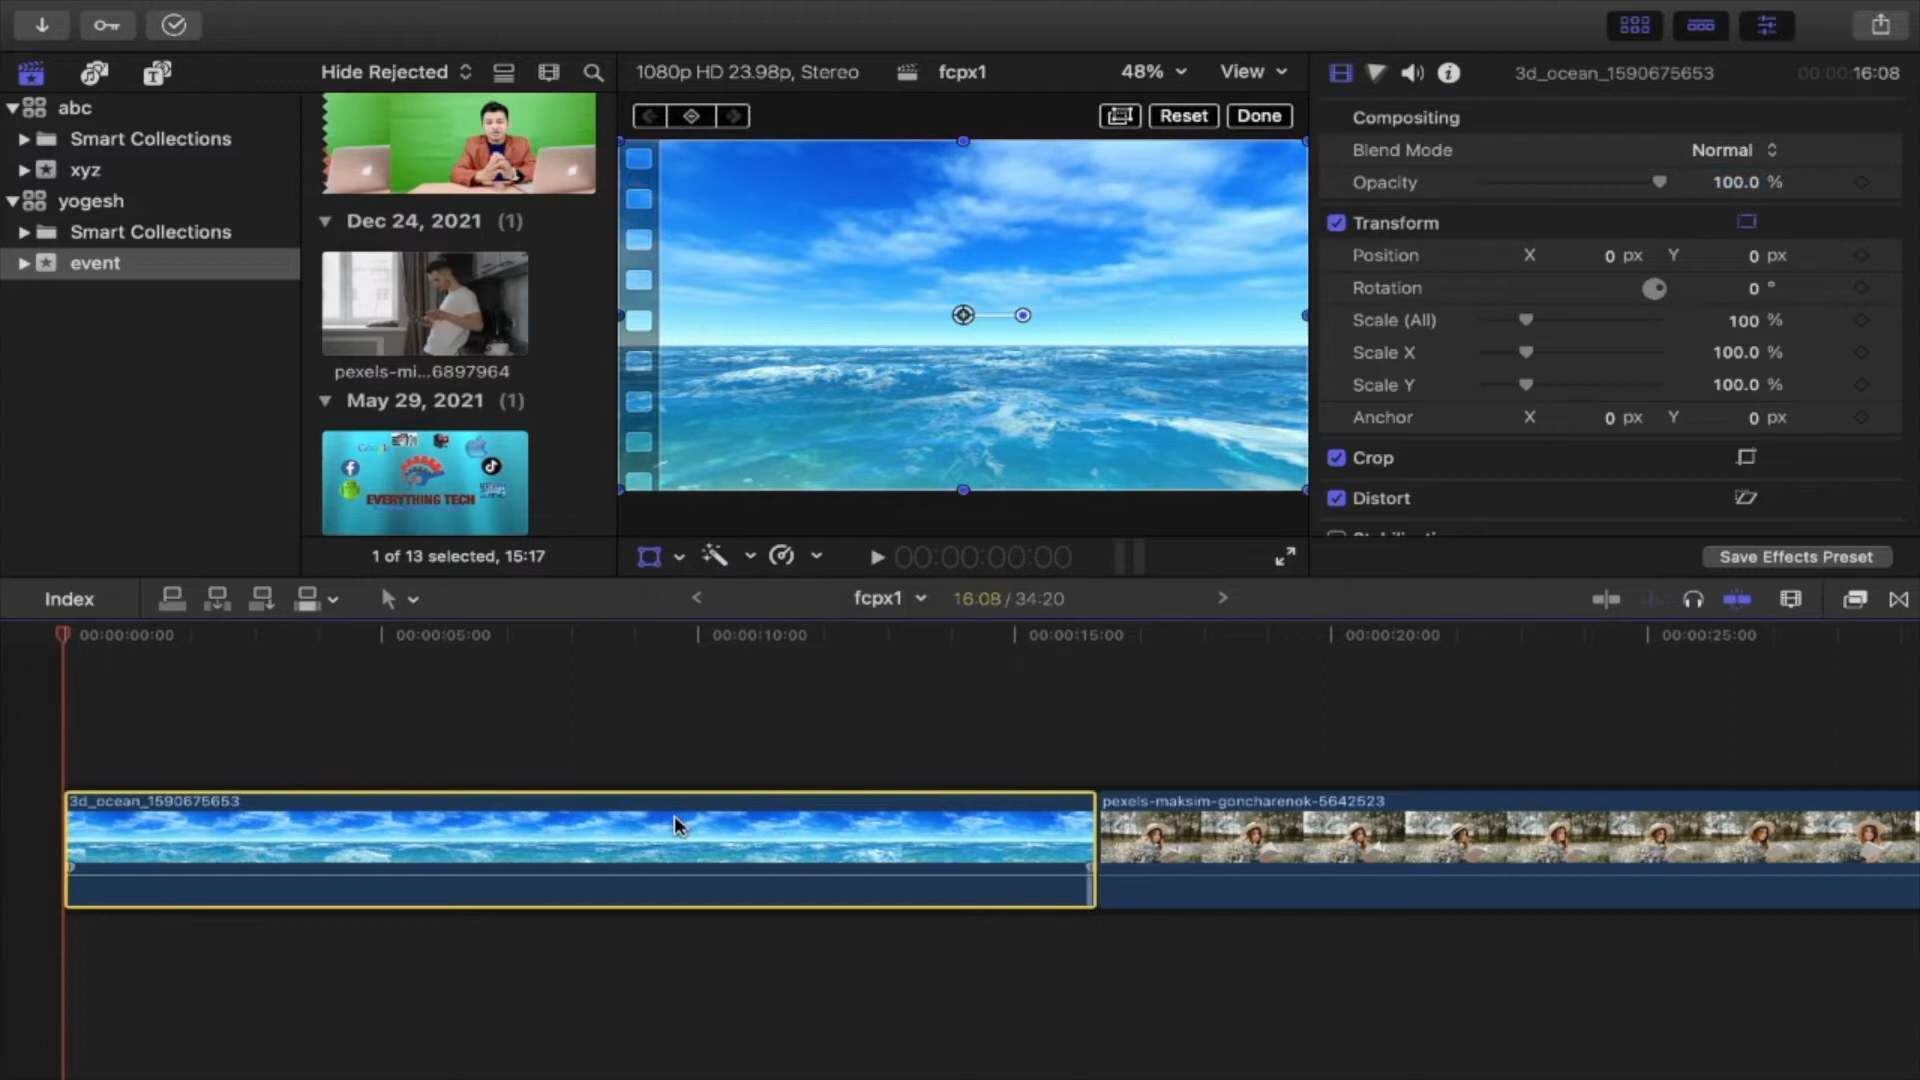 Hide Rejected
1080p HD 23.98p, Stereo
fcpx1
48%
View
3d_ocean_1590675653
00:00:16:08
abc
Smart Collections
xyz
yogesh
Smart Collections
event
Dec 24, 2021 (1)
pexels-mi...6897964
May 29, 2021 (1)
Google
EVERYTHING TECH
1 of 13 selected, 15:17
Reset
Done
00:00:00:00
Compositing
Blend Mode
Normal
Opacity
100.0 %
Transform
Position X 0 px Y 0 px
Rotation 0 °
Scale (All) 100 %
Scale X 100.0 %
Scale Y 100.0 %
Anchor X 0 px Y 0 px
Crop
Distort
Save Effects Preset
Index
fcpx1
16:08 / 34:20
00:00:00:00
00:00:05:00
00:00:10:00
00:00:15:00
00:00:20:00
00:00:25:00
3d_ocean_1590675653
pexels-maksim-goncharenok-5642523